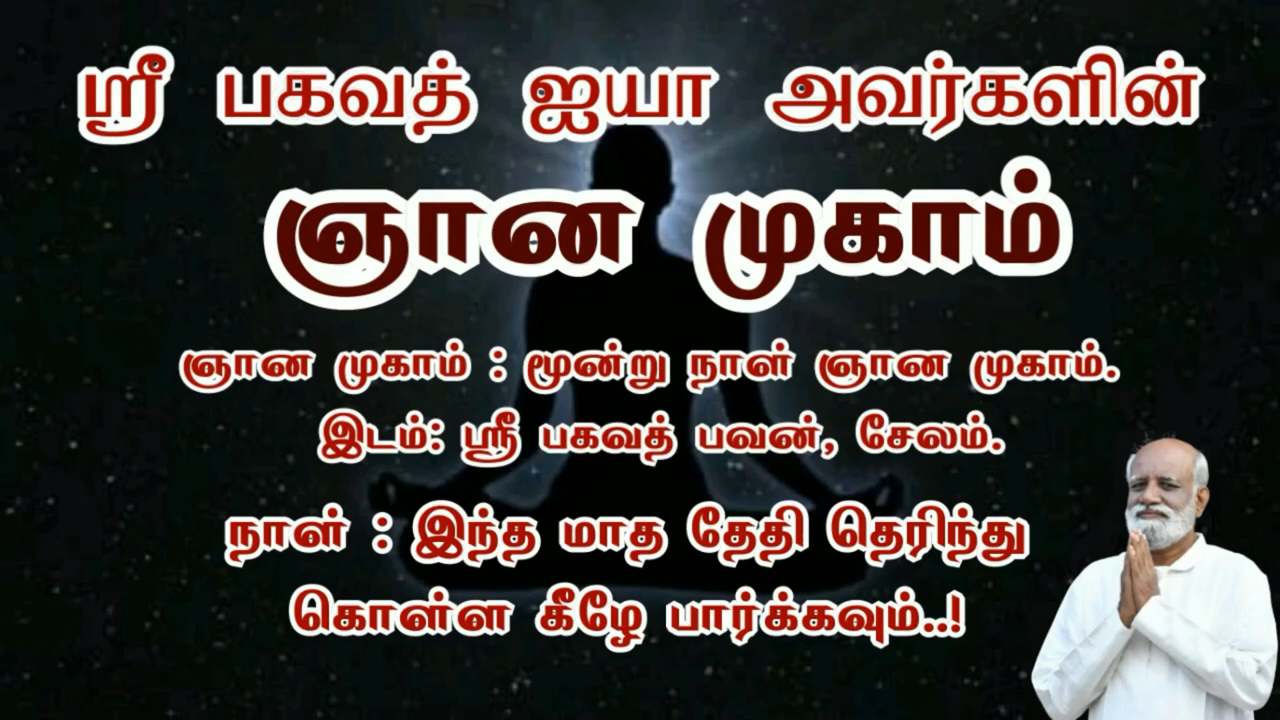 ஸ்ரீ பகவத் ஐயா அவர்களின்
ஞான முகாம்
ஞான முகாம் : மூன்று நாள் ஞான முகாம்.
இடம்: ஸ்ரீ பகவத் பவன், சேலம்.
நாள் : இந்த மாத தேதி தெரிந்து
கொள்ள கீழே பார்க்கவும்..!